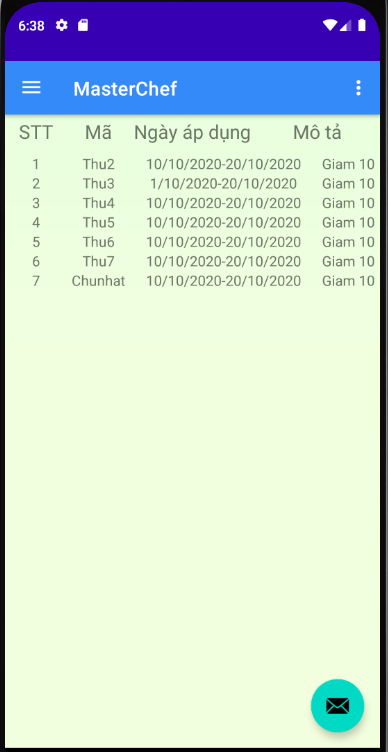 6:38
MasterChef
STT Mã Ngày áp dụng Mô tả
1 Thu2 10/10/2020-20/10/2020 Giam 10
2 Thu3 1/10/2020-20/10/2020 Giam 10
3 Thu4 10/10/2020-20/10/2020 Giam 10
4 Thu5 10/10/2020-20/10/2020 Giam 10
5 Thu6 10/10/2020-20/10/2020 Giam 10
6 Thu7 10/10/2020-20/10/2020 Giam 10
7 Chunhat 10/10/2020-20/10/2020 Giam 10